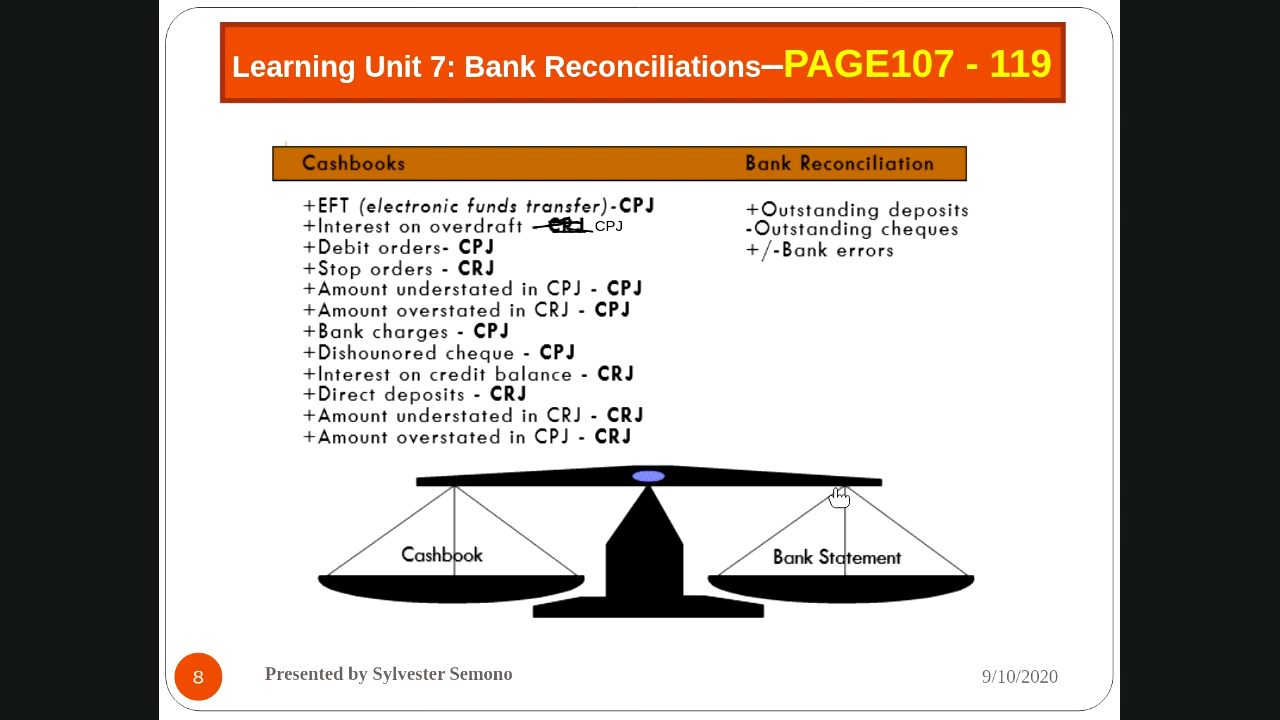 Learning Unit 7: Bank Reconciliations–PAGE107 - 119
Cashbooks
+EFT (electronic funds transfer)-CPJ
+Interest on overdraft - CRJ CPJ
+Debit orders- CPJ
+Stop orders - CRJ
+Amount understated in CPJ - CPJ
+Amount overstated in CRJ - CPJ
+Bank charges - CPJ
+Dishounored cheque - CPJ
+Interest on credit balance - CRJ
+Direct deposits - CRJ
+Amount understated in CRJ - CRJ
+Amount overstated in CPJ - CRJ
Bank Reconciliation
+Outstanding deposits
-Outstanding cheques
+/-Bank errors
Cashbook
Bank Statement
8
Presented by Sylvester Semono
9/10/2020